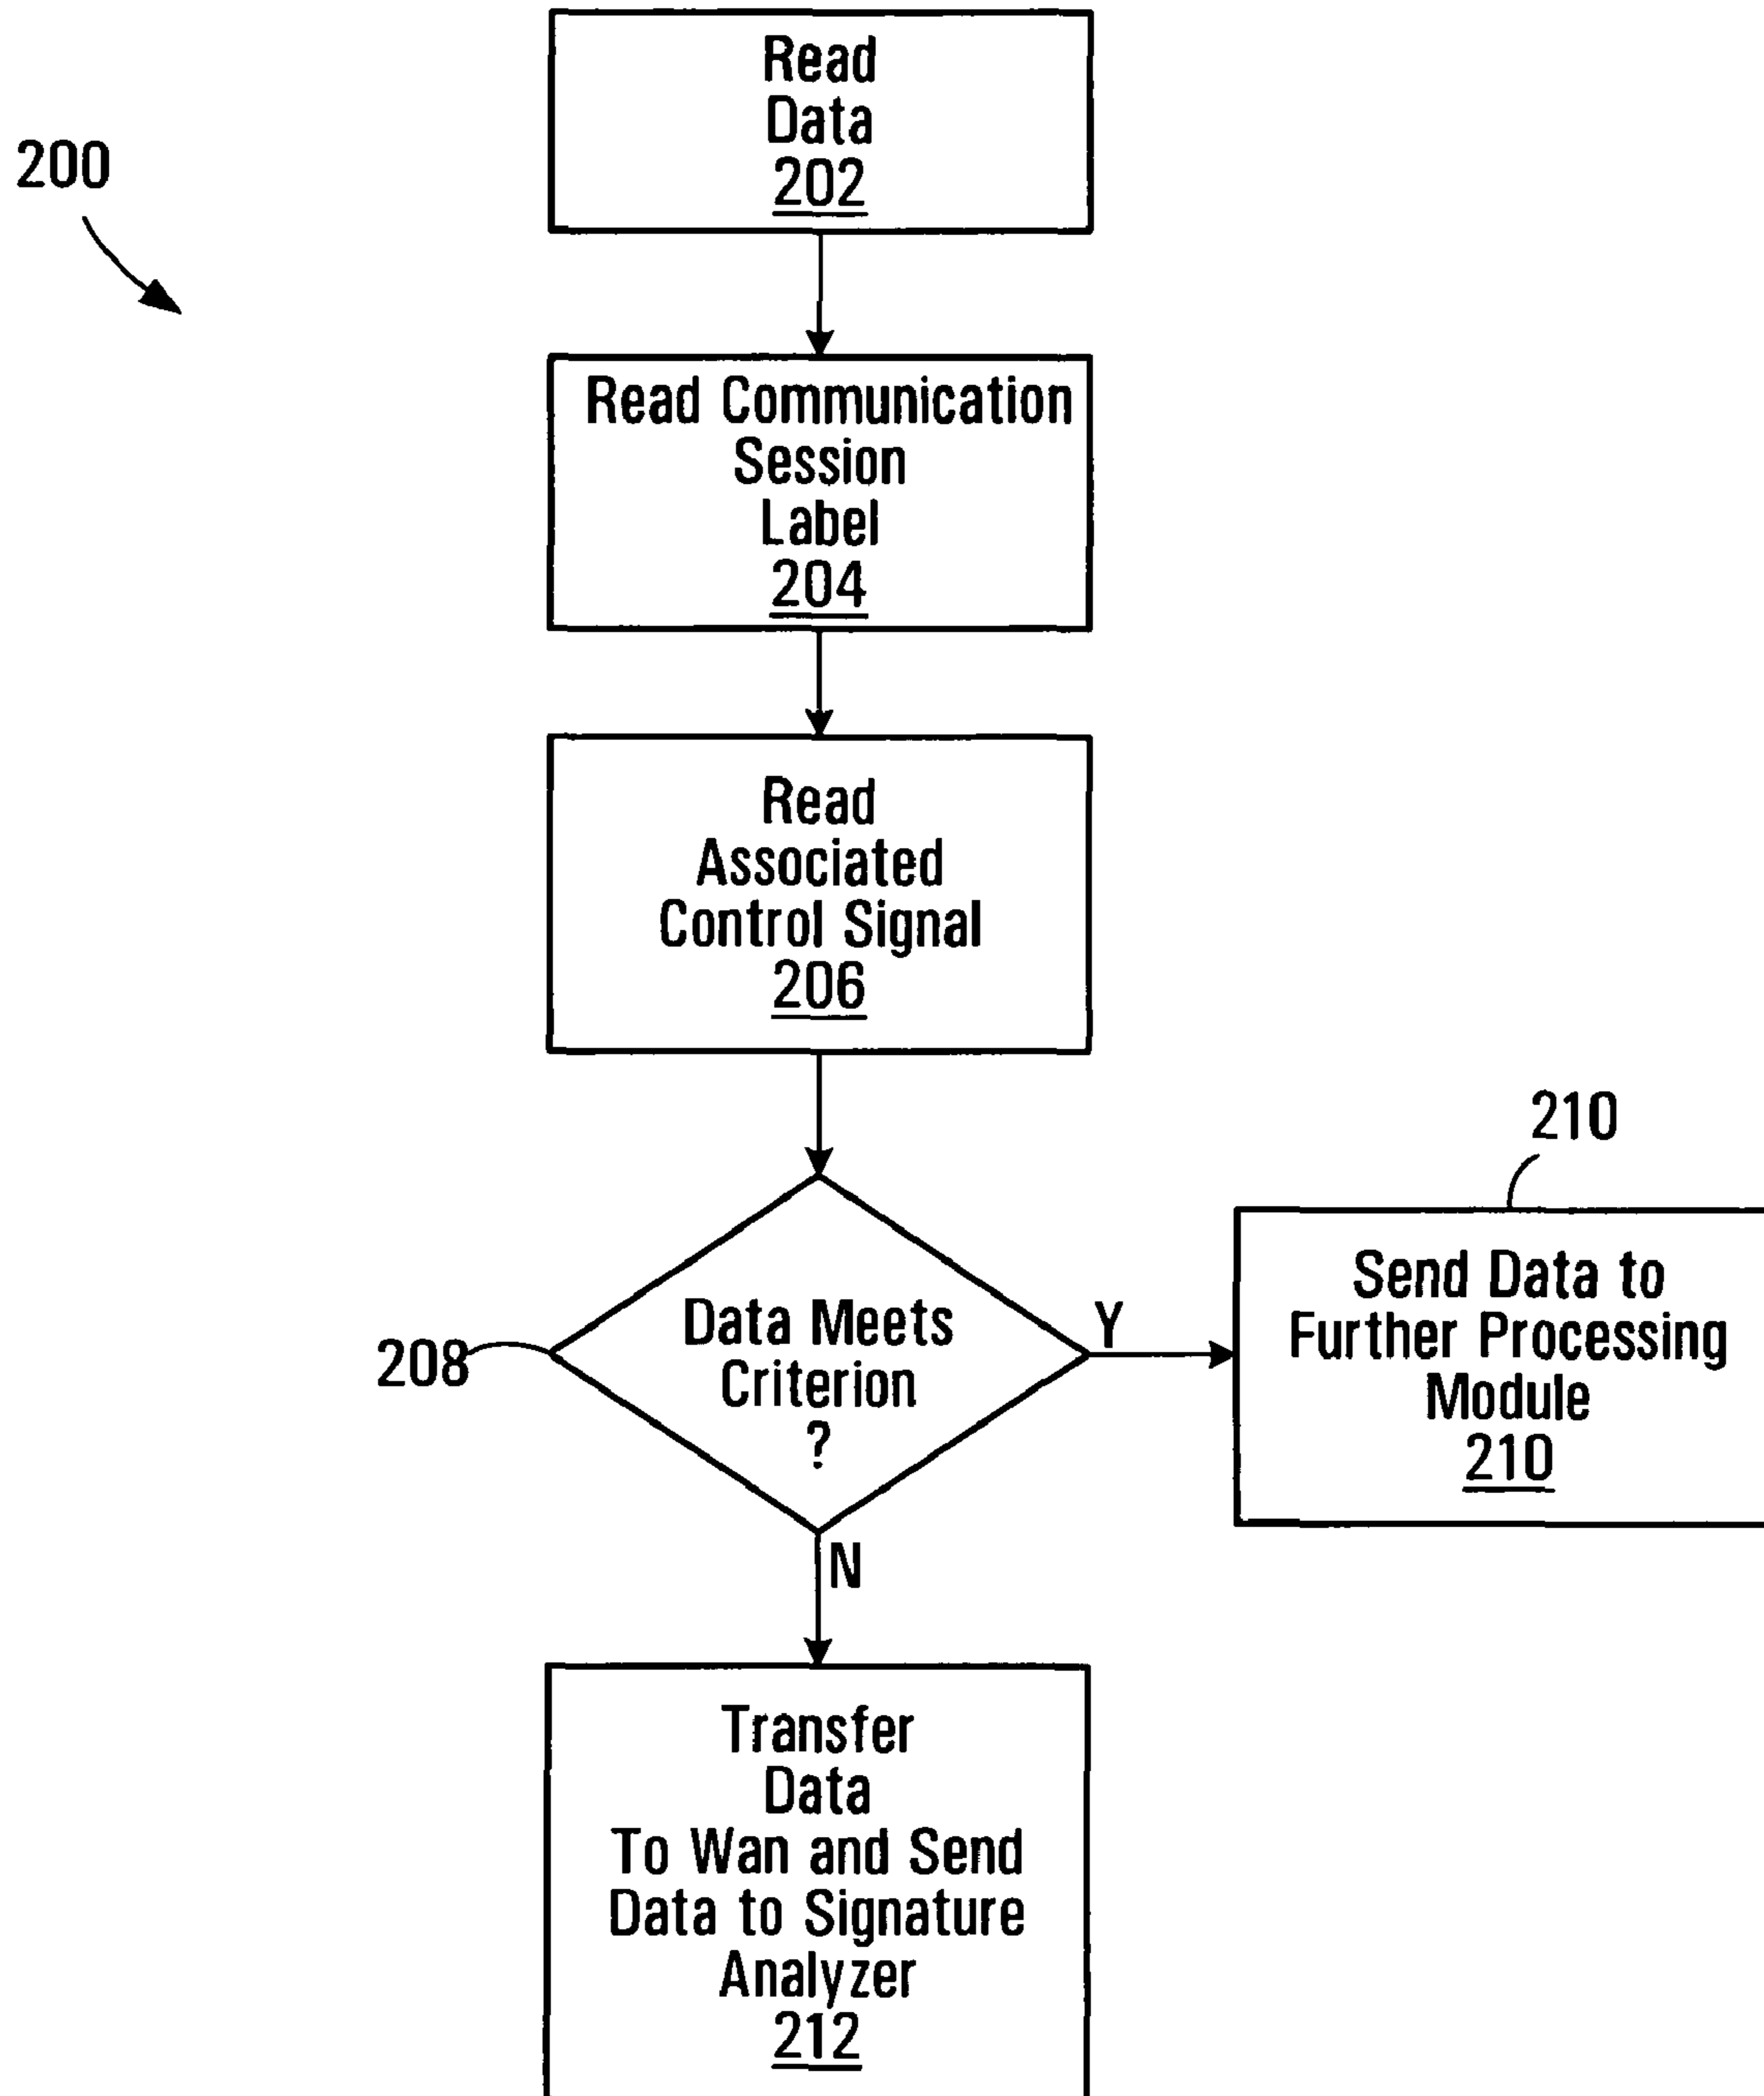 200
Read
Data
202
Read Communication
Session
Label
204
Read
Associated
Control Signal
206
208
Data Meets
Criterion
?
Y
N
210
Send Data to
Further Processing
Module
210
Transfer
Data
To Wan and Send
Data to Signature
Analyzer
212